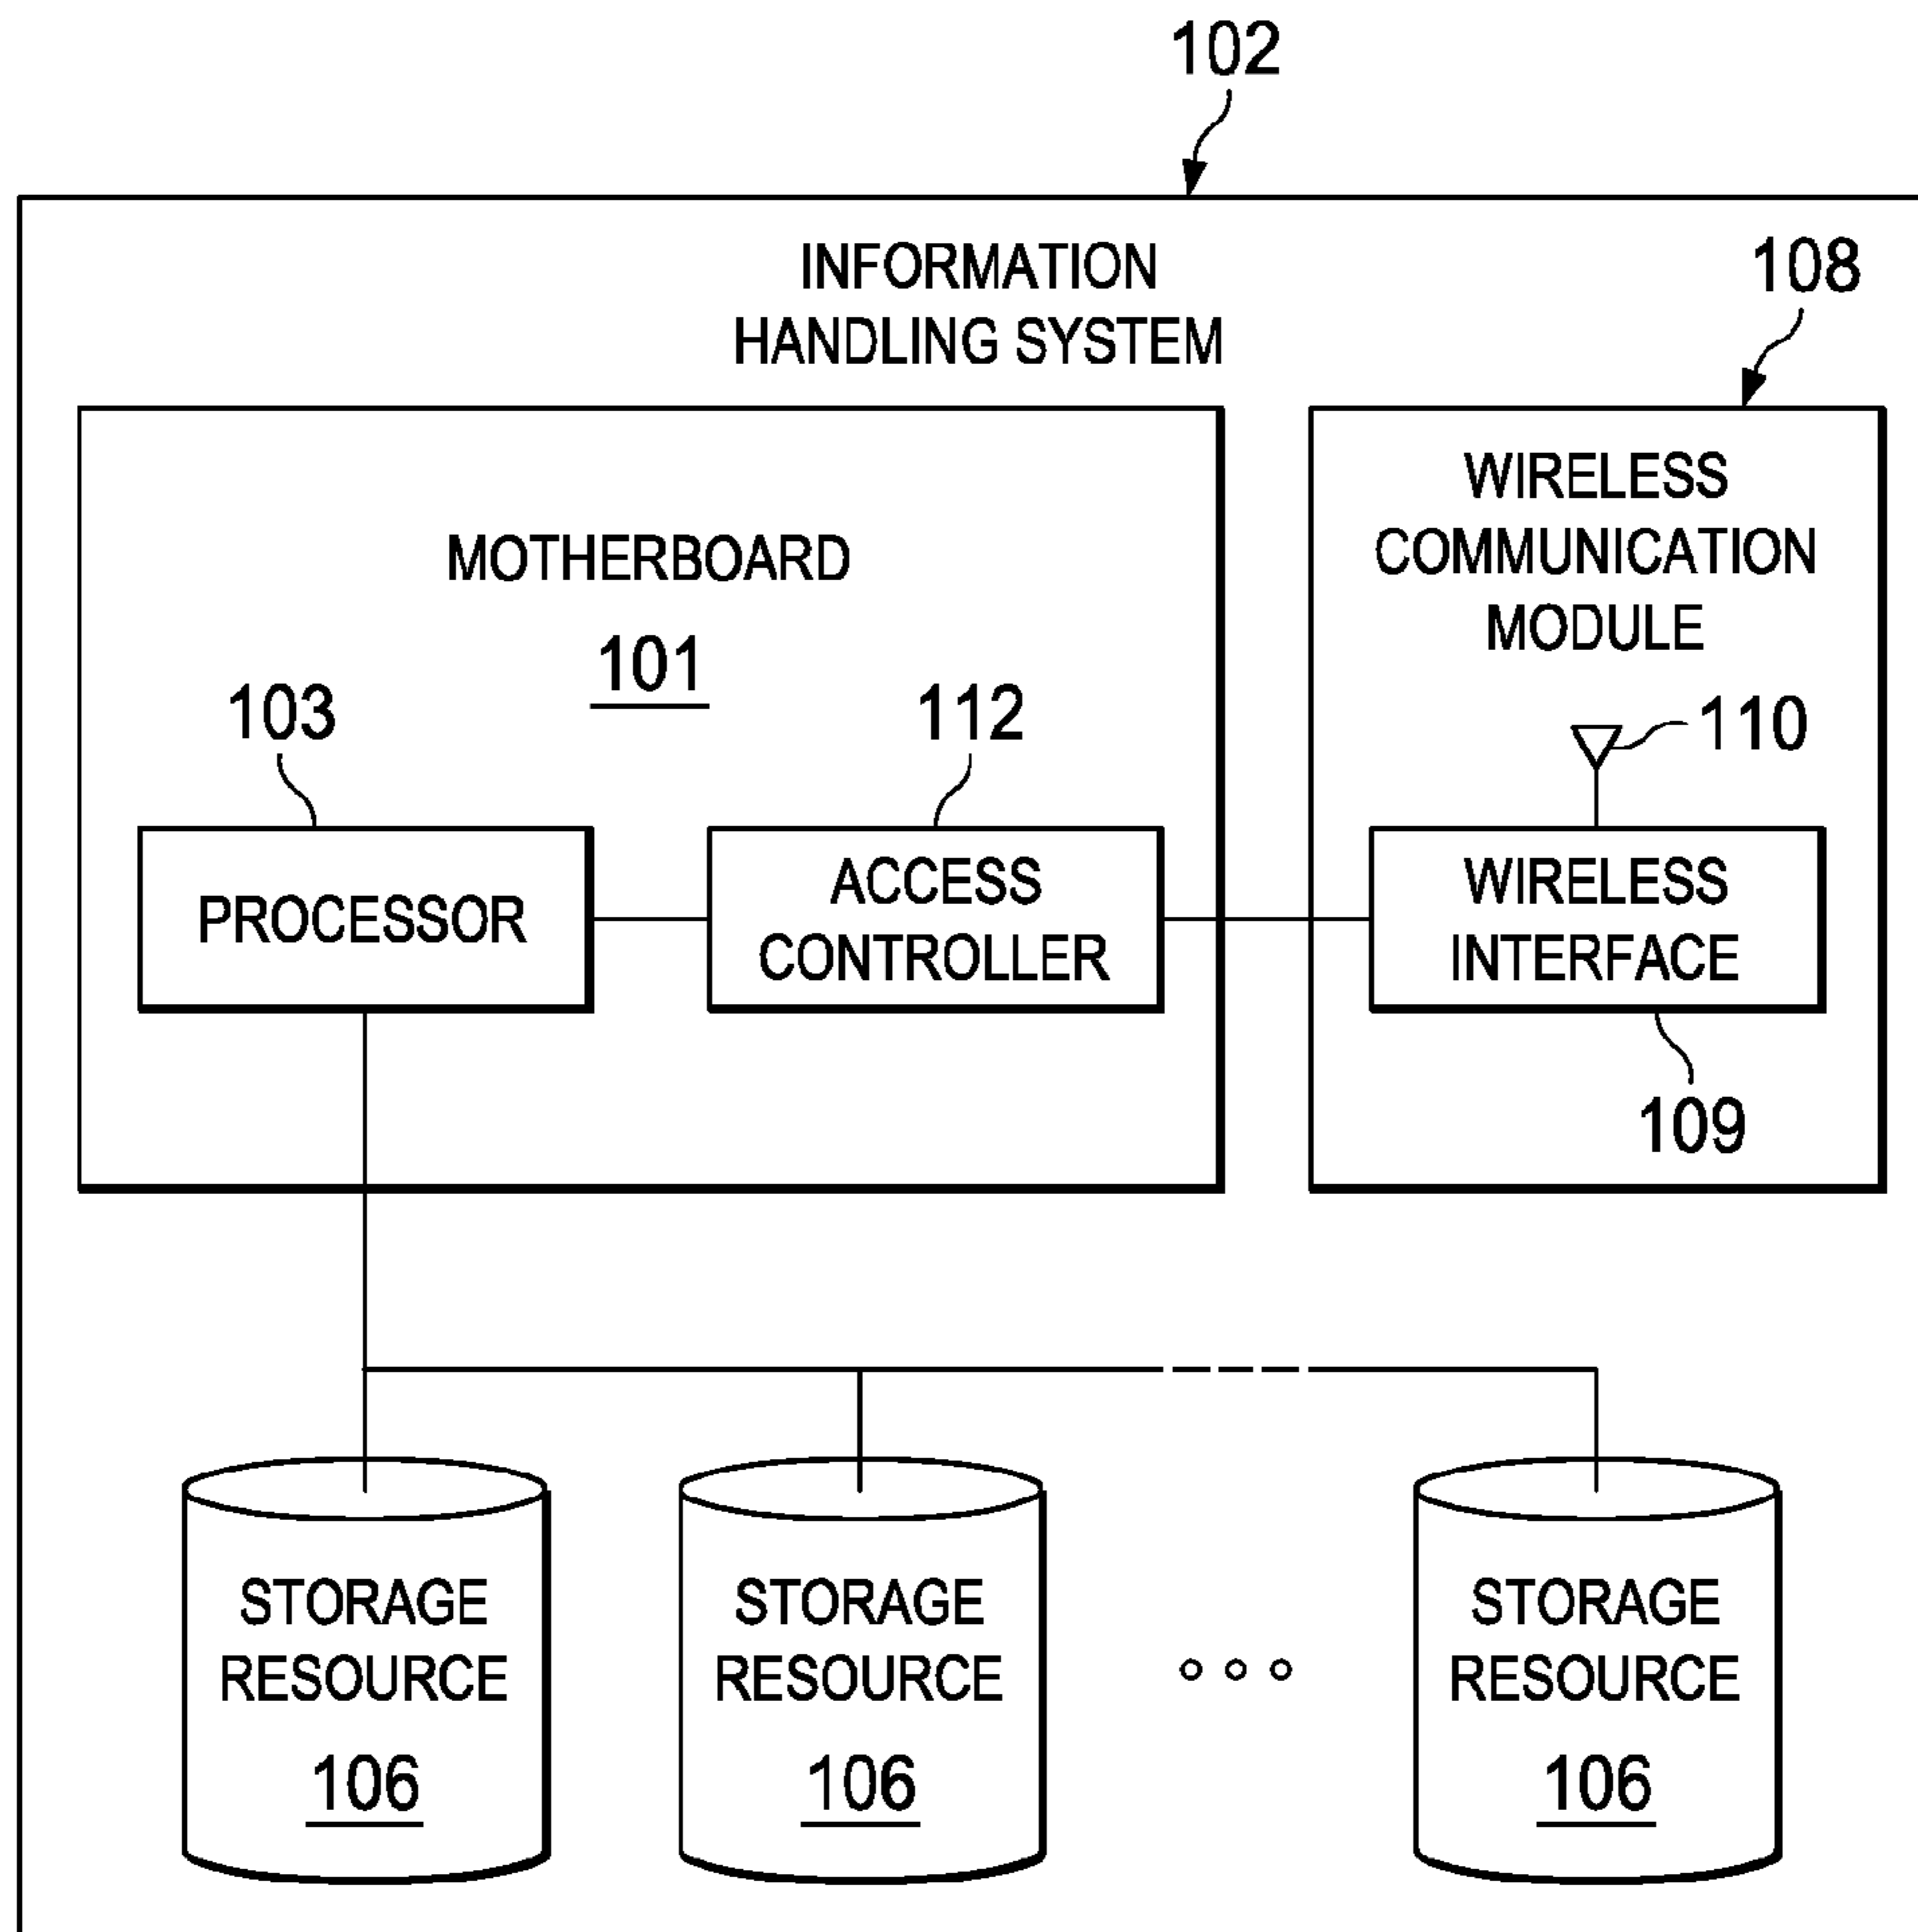 102
INFORMATION
HANDLING SYSTEM
108
MOTHERBOARD
101
WIRELESS
COMMUNICATION
MODULE
103
112
110
PROCESSOR
ACCESS
CONTROLLER
WIRELESS
INTERFACE
109
STORAGE
RESOURCE
106
STORAGE
RESOURCE
106
STORAGE
RESOURCE
106